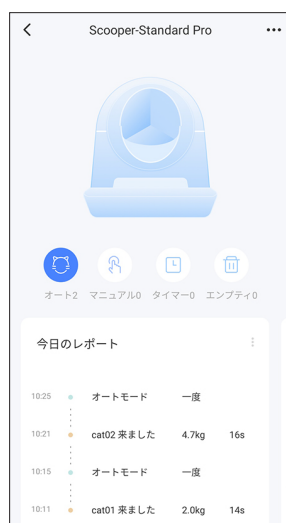 Scooper-Standard Pro
オート2 マニュアル0 タイマー0 エンプティ0
今日のレポート
10:25 オートモード 一度
10:21 cat02 来ました 4.7kg 16s
10:15 オートモード 一度
10:11 cat01 来ました 2.0kg 14s